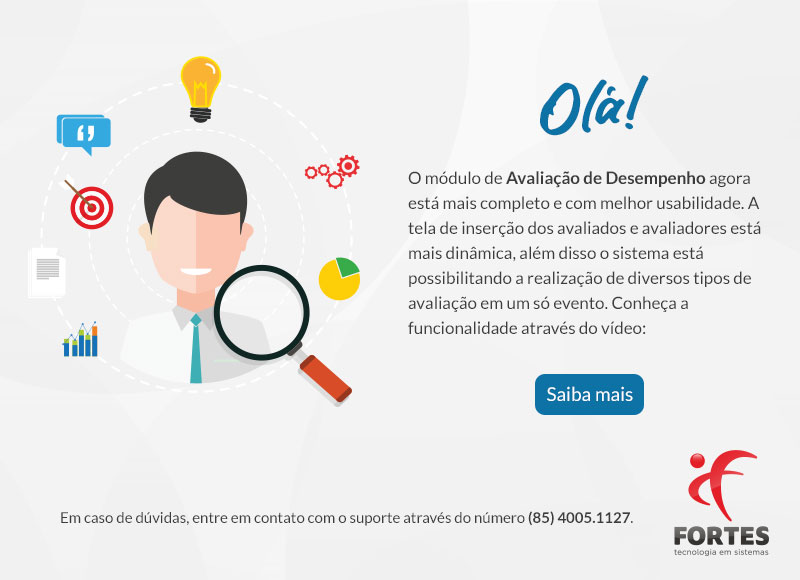 Olá!
O módulo de Avaliação de Desempenho agora
está mais completo e com melhor usabilidade. A
tela de inserção dos avaliados e avaliadores está
mais dinâmica, além disso o sistema está
possibilitando a realização de diversos tipos de
avaliação em um só evento. Conheça a
funcionalidade através do vídeo:
Saiba mais
Em caso de dúvidas, entre em contato com o suporte através do número (85) 4005.1127.
FORTES
tecnologia em sistemas